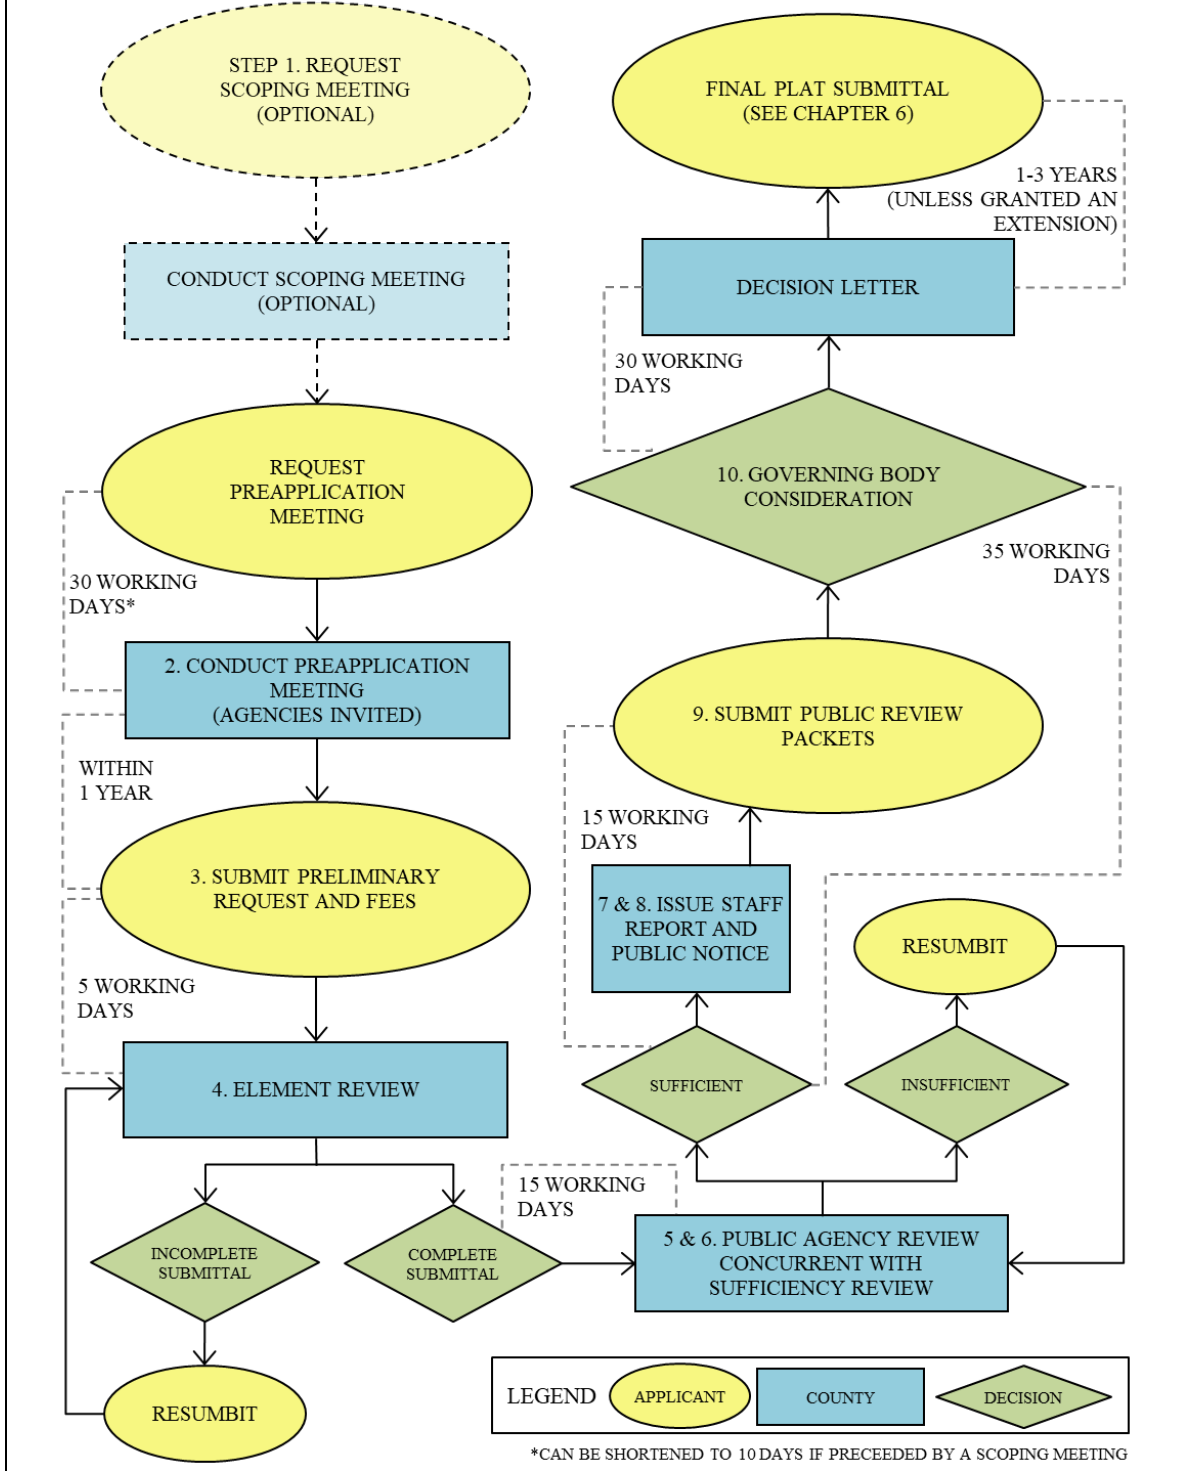 STEP 1. REQUEST
SCOPING MEETING
(OPTIONAL)
CONDUCT SCOPING MEETING
(OPTIONAL)
REQUEST
PREAPPLICATION
MEETING
30 WORKING
DAYS*
2. CONDUCT PREAPPLICATION
MEETING
(AGENCIES INVITED)
WITHIN
1 YEAR
3. SUBMIT PRELIMINARY
REQUEST AND FEES
5 WORKING
DAYS
4. ELEMENT REVIEW
INCOMPLETE
SUBMITTAL
COMPLETE
SUBMITTAL
RESUMBIT
15 WORKING
DAYS
5 & 6. PUBLIC AGENCY REVIEW
CONCURRENT WITH
SUFFICIENCY REVIEW
SUFFICIENT
INSUFFICIENT
RESUMBIT
7 & 8. ISSUE STAFF
REPORT AND
PUBLIC NOTICE
15 WORKING
DAYS
9. SUBMIT PUBLIC REVIEW
PACKETS
35 WORKING
DAYS
10. GOVERNING BODY
CONSIDERATION
30 WORKING
DAYS
DECISION LETTER
1-3 YEARS
(UNLESS GRANTED AN
EXTENSION)
FINAL PLAT SUBMITTAL
(SEE CHAPTER 6)
LEGEND
APPLICANT
COUNTY
DECISION
*CAN BE SHORTENED TO 10 DAYS IF PRECEEDED BY A SCOPING MEETING